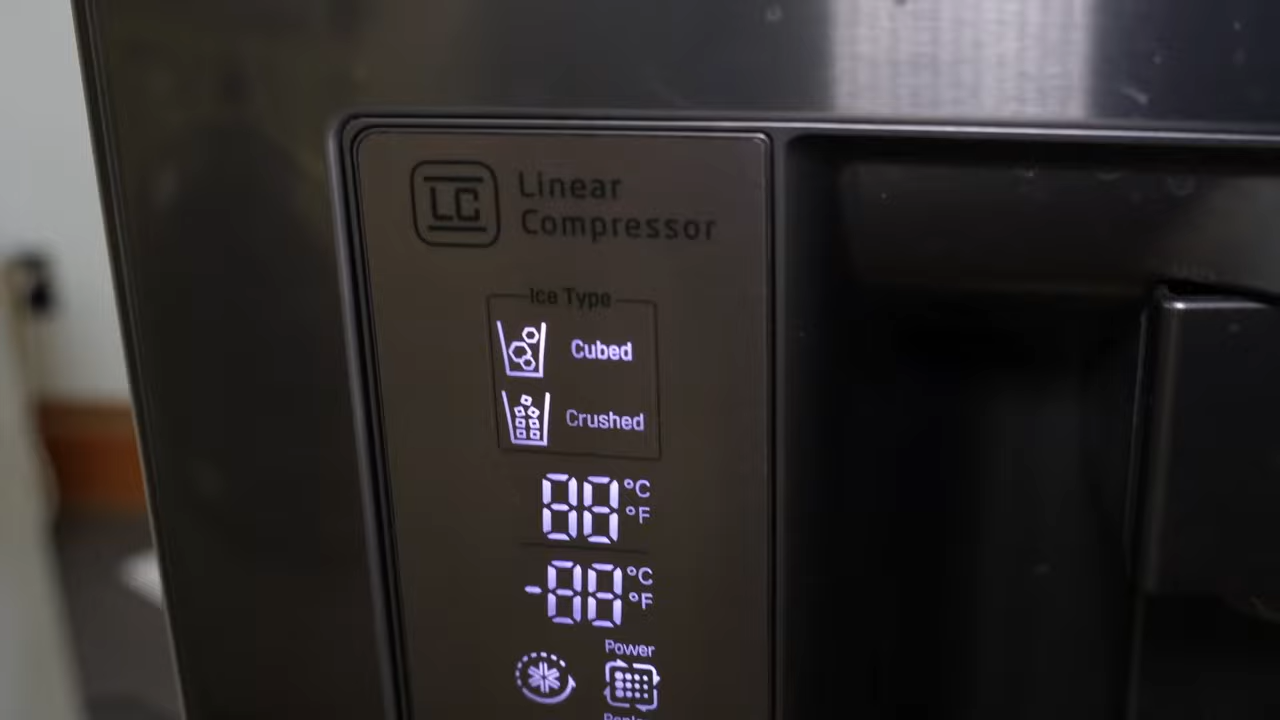 LC
Linear
Compressor
Ice Type
Cubed
Crushed
88 °C
°F
-88 °C
°F
Power